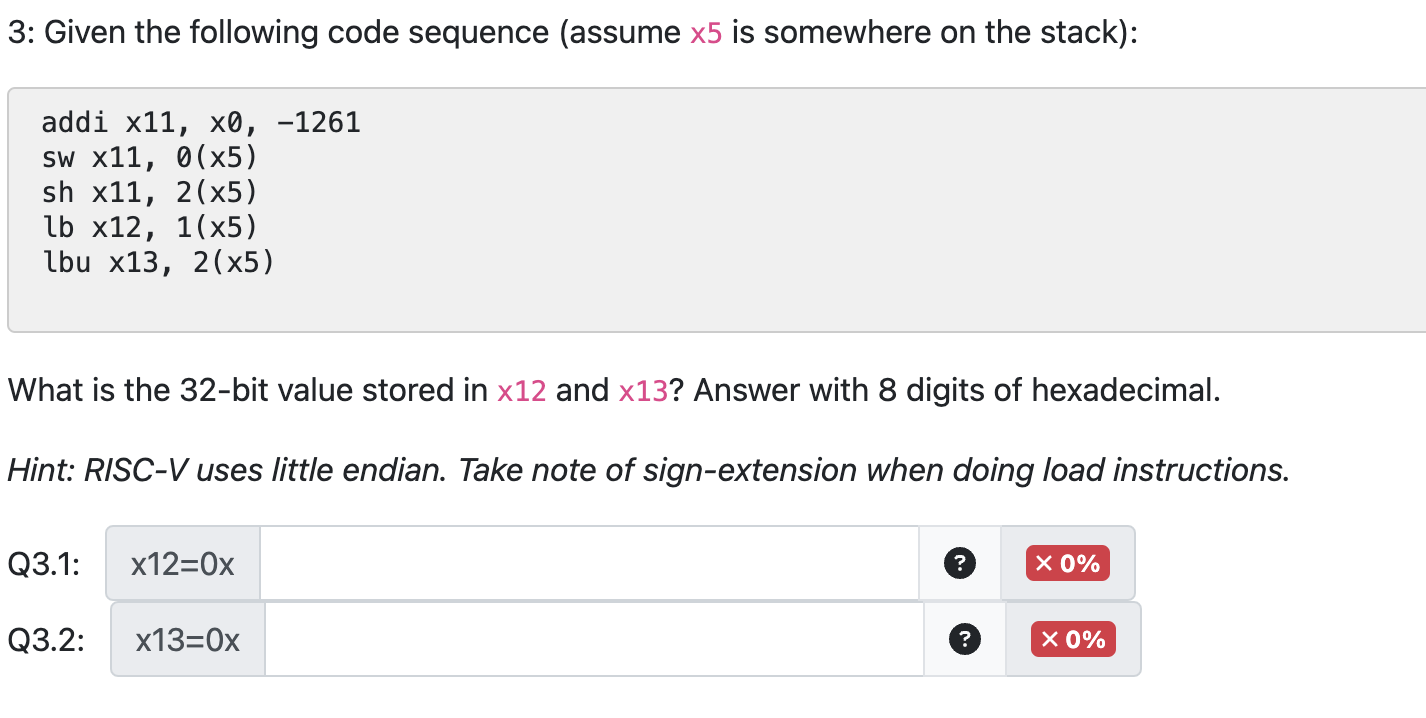 3: Given the following code sequence (assume x5 is somewhere on the stack):
addi x11, x0, −1261
sw x11, 0(x5)
sh x11, 2(x5)
lb x12, 1(x5)
lbu x13, 2(x5)
What is the 32-bit value stored in x12 and x13? Answer with 8 digits of hexadecimal.
Hint: RISC-V uses little endian. Take note of sign-extension when doing load instructions.
Q3.1: x12=0x ? × 0%
Q3.2: x13=0x ? × 0%